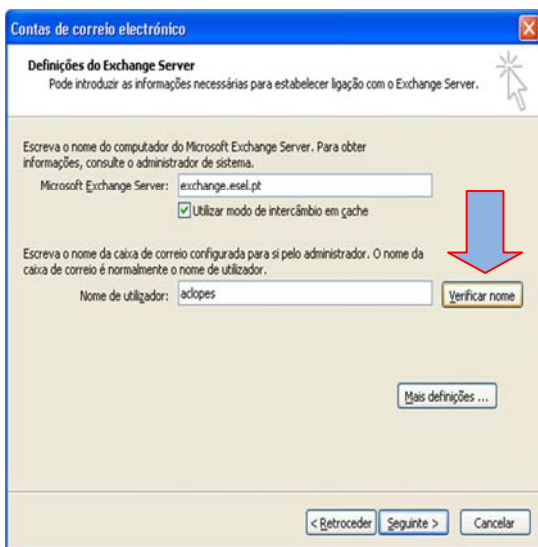 Contas de correio electrónico
Definições do Exchange Server
Pode introduzir as informações necessárias para estabelecer ligação com o Exchange Server.
Escreva o nome do computador do Microsoft Exchange Server. Para obter
informações, consulte o administrador de sistema.
Microsoft Exchange Server: exchange.esel.pt
Utilizar modo de intercâmbio em cache
Escreva o nome da caixa de correio configurada para si pelo administrador. O nome da
caixa de correio é normalmente o nome de utilizador.
Nome de utilizador: aclopes Verificar nome
Mais definições ...
< Retroceder Seguinte > Cancelar